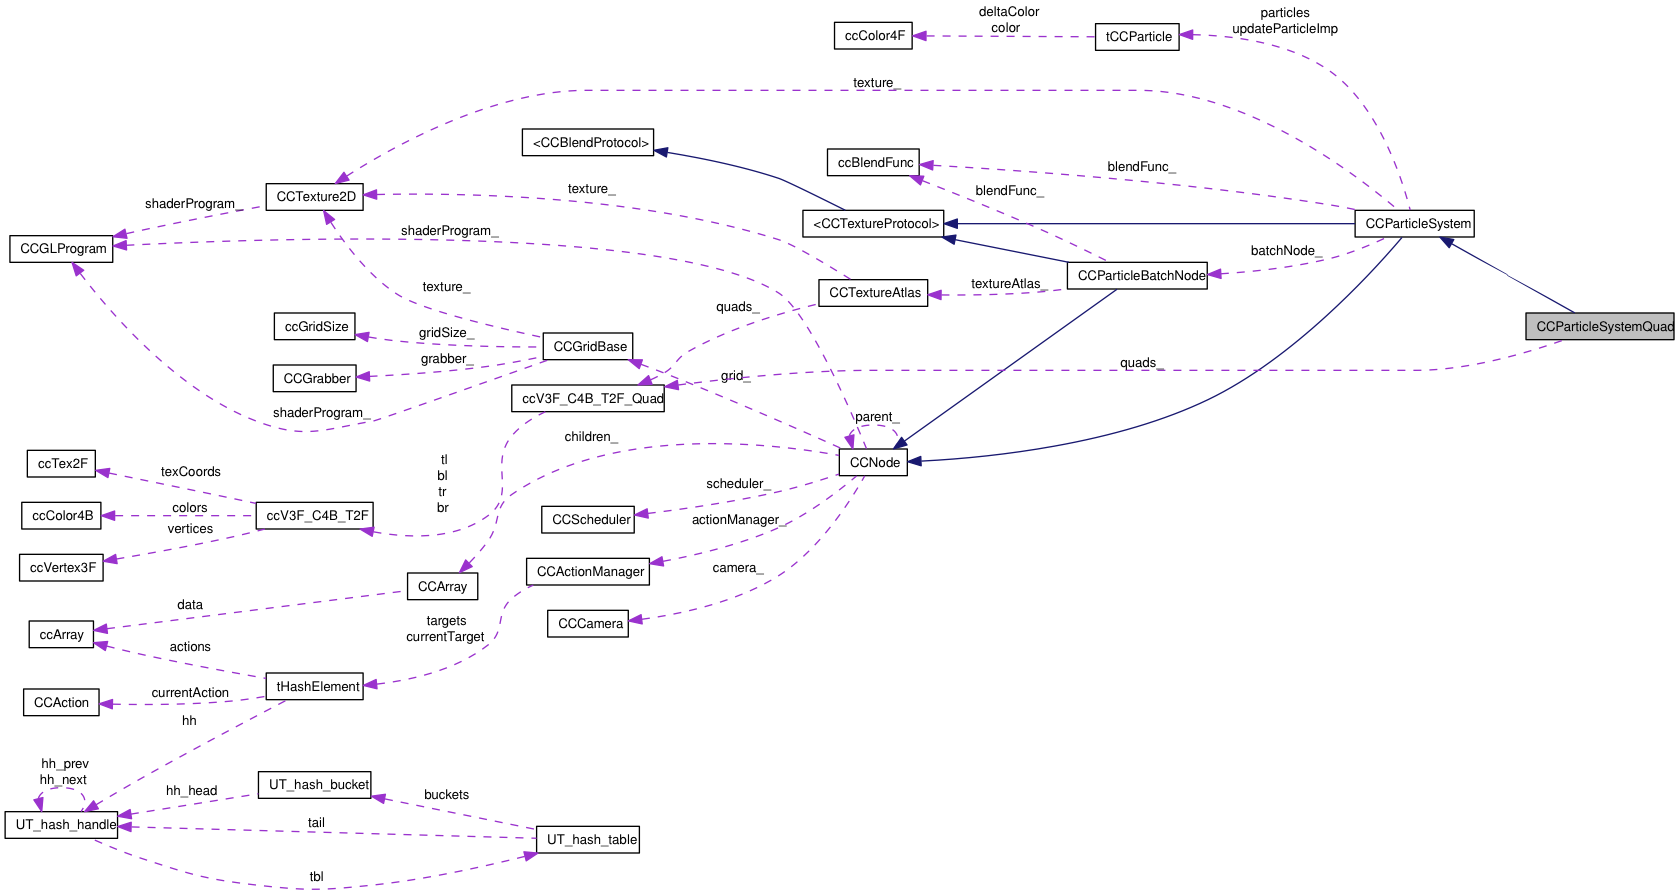 deltaColor
color
particles
updateParticleImp
ccColor4F
tCCParticle
texture_
<CCBlendProtocol>
ccBlendFunc
blendFunc_
blendFunc_
CCTexture2D
texture_
shaderProgram_
<CCTextureProtocol>
CCParticleSystem
CCGLProgram
shaderProgram_
batchNode_
CCParticleBatchNode
textureAtlas_
CCTextureAtlas
texture_
quads_
ccGridSize
gridSize_
CCGridBase
CCParticleSystemQuad
grabber_
CCGrabber
grid_
quads_
ccV3F_C4B_T2F_Quad
shaderProgram_
parent_
children_
ccTex2F
texCoords
tl
bl
tr
br
CCNode
scheduler_
ccColor4B
colors
ccV3F_C4B_T2F
CCScheduler
actionManager_
vertices
ccVertex3F
CCArray
CCActionManager
camera_
data
ccArray
targets
currentTarget
CCCamera
actions
tHashElement
CCAction
currentAction
hh
hh_prev
hh_next
hh_head
UT_hash_bucket
buckets
UT_hash_handle
tail
UT_hash_table
tbl